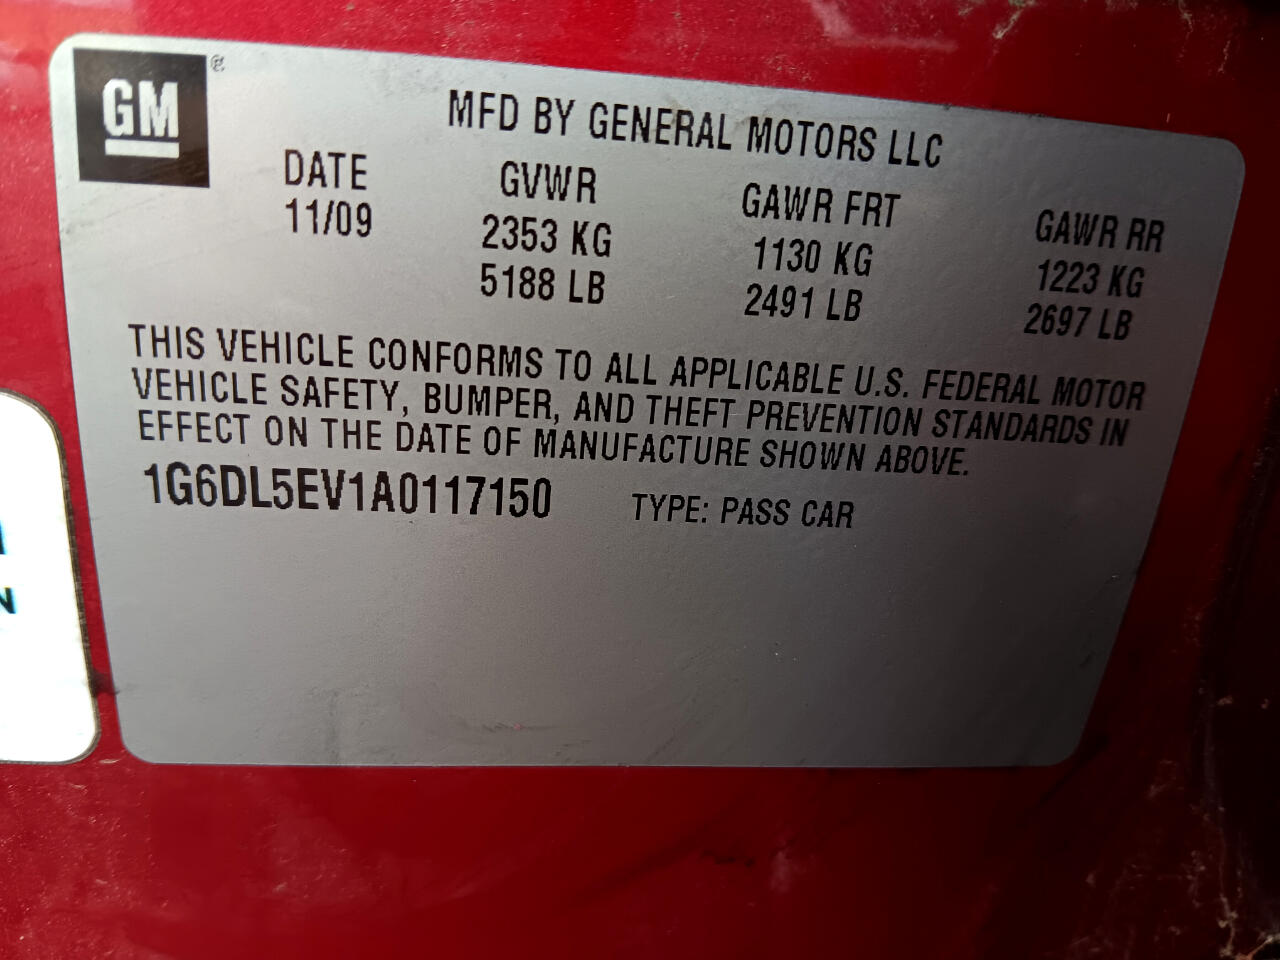 GM ®
MFD BY GENERAL MOTORS LLC
DATE GVWR GAWR FRT GAWR RR
11/09 2353 KG 1130 KG 1223 KG
5188 LB 2491 LB 2697 LB
THIS VEHICLE CONFORMS TO ALL APPLICABLE U.S. FEDERAL MOTOR
VEHICLE SAFETY, BUMPER, AND THEFT PREVENTION STANDARDS IN
EFFECT ON THE DATE OF MANUFACTURE SHOWN ABOVE.
1G6DL5EV1A0117150 TYPE: PASS CAR
N